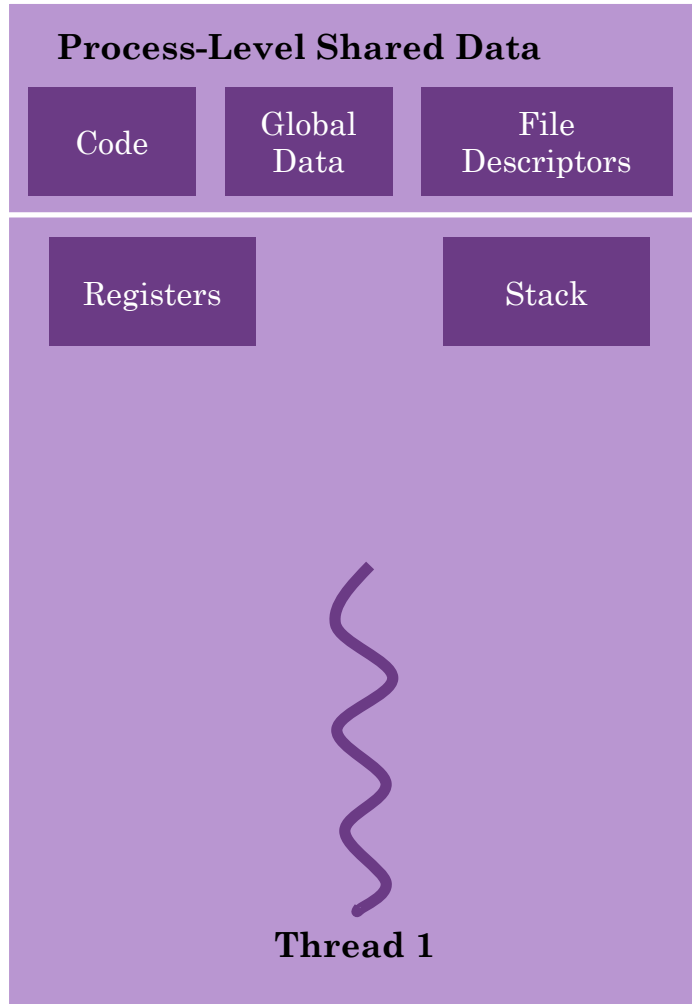 Process-Level Shared Data
Code
Global
Data
File
Descriptors
Registers
Stack
Thread 1